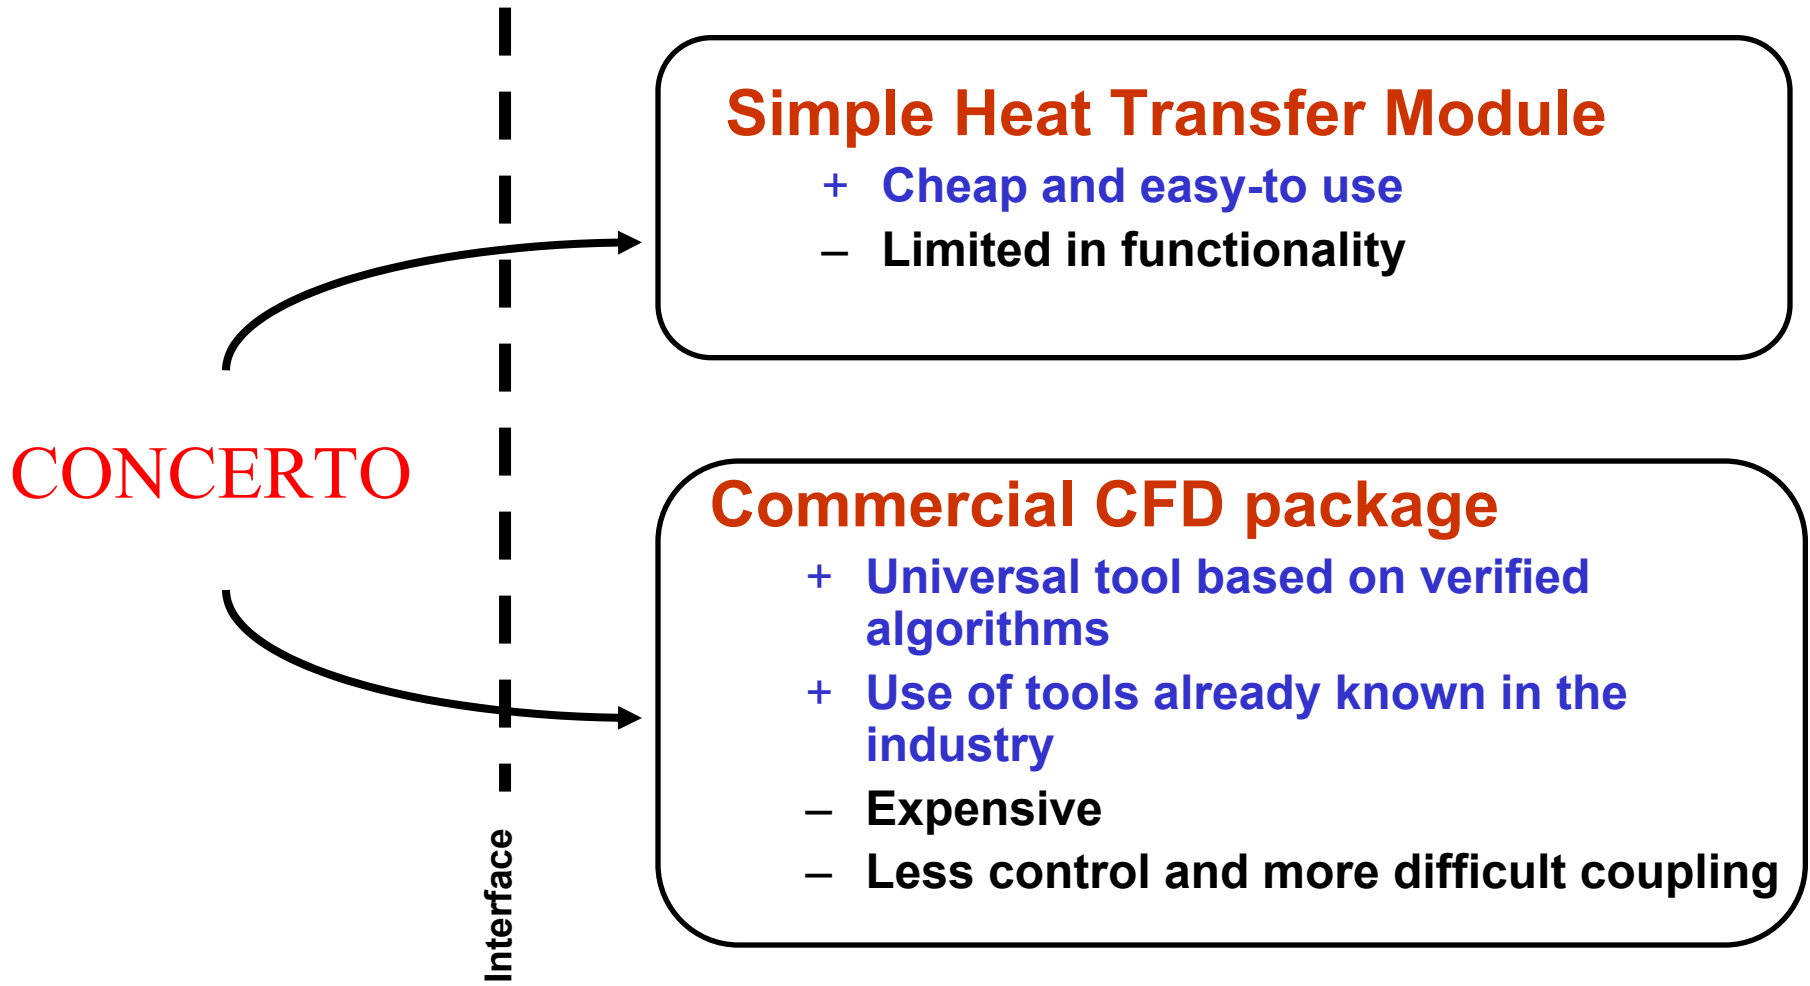 Simple Heat Transfer Module
+ Cheap and easy-to use
– Limited in functionality
CONCERTO
Commercial CFD package
+ Universal tool based on verified
algorithms
+ Use of tools already known in the
industry
– Expensive
– Less control and more difficult coupling
Interface